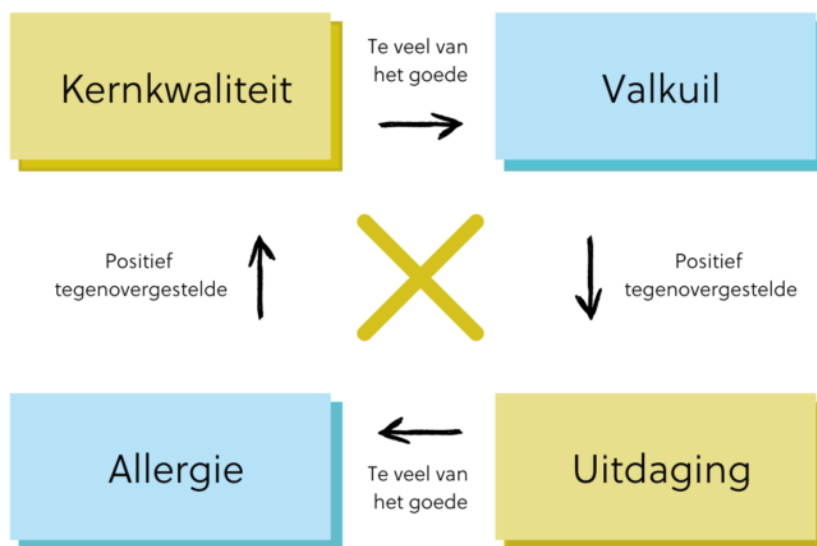 Kernkwaliteit
Te veel van
het goede
Valkuil
Positief
tegenovergestelde
Positief
tegenovergestelde
Allergie
Te veel van
het goede
Uitdaging